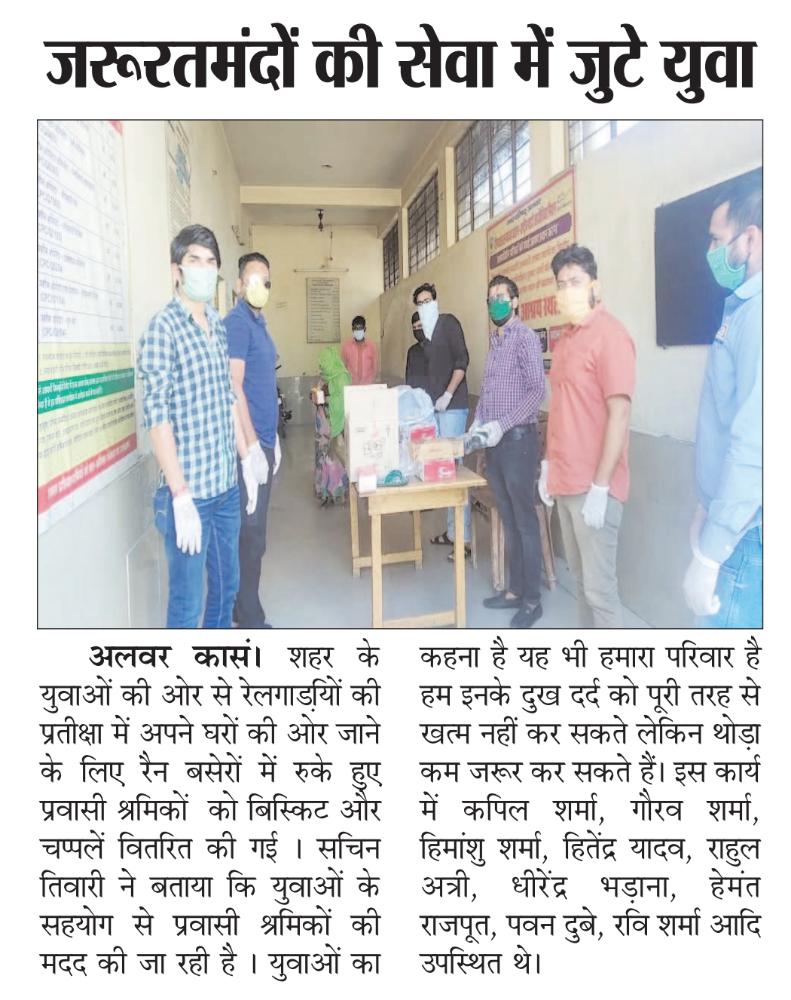 जरूरतमंदों की सेवा में जुटे युवा
आश्रय स्थल
अलवर कासं। शहर के
युवाओं की ओर से रेलगाड़ियों की
प्रतीक्षा में अपने घरों की ओर जाने
के लिए रैन बसेरों में रुके हुए
प्रवासी श्रमिकों को बिस्किट और
चप्पलें वितरित की गई । सचिन
तिवारी ने बताया कि युवाओं के
सहयोग से प्रवासी श्रमिकों की
मदद की जा रही है । युवाओं का
कहना है यह भी हमारा परिवार है
हम इनके दुख दर्द को पूरी तरह से
खत्म नहीं कर सकते लेकिन थोड़ा
कम जरूर कर सकते हैं। इस कार्य
में कपिल शर्मा, गौरव शर्मा,
हिमांशु शर्मा, हितेंद्र यादव, राहुल
अत्री, धीरेंद्र भड़ाना, हेमंत
राजपूत, पवन दुबे, रवि शर्मा आदि
उपस्थित थे।